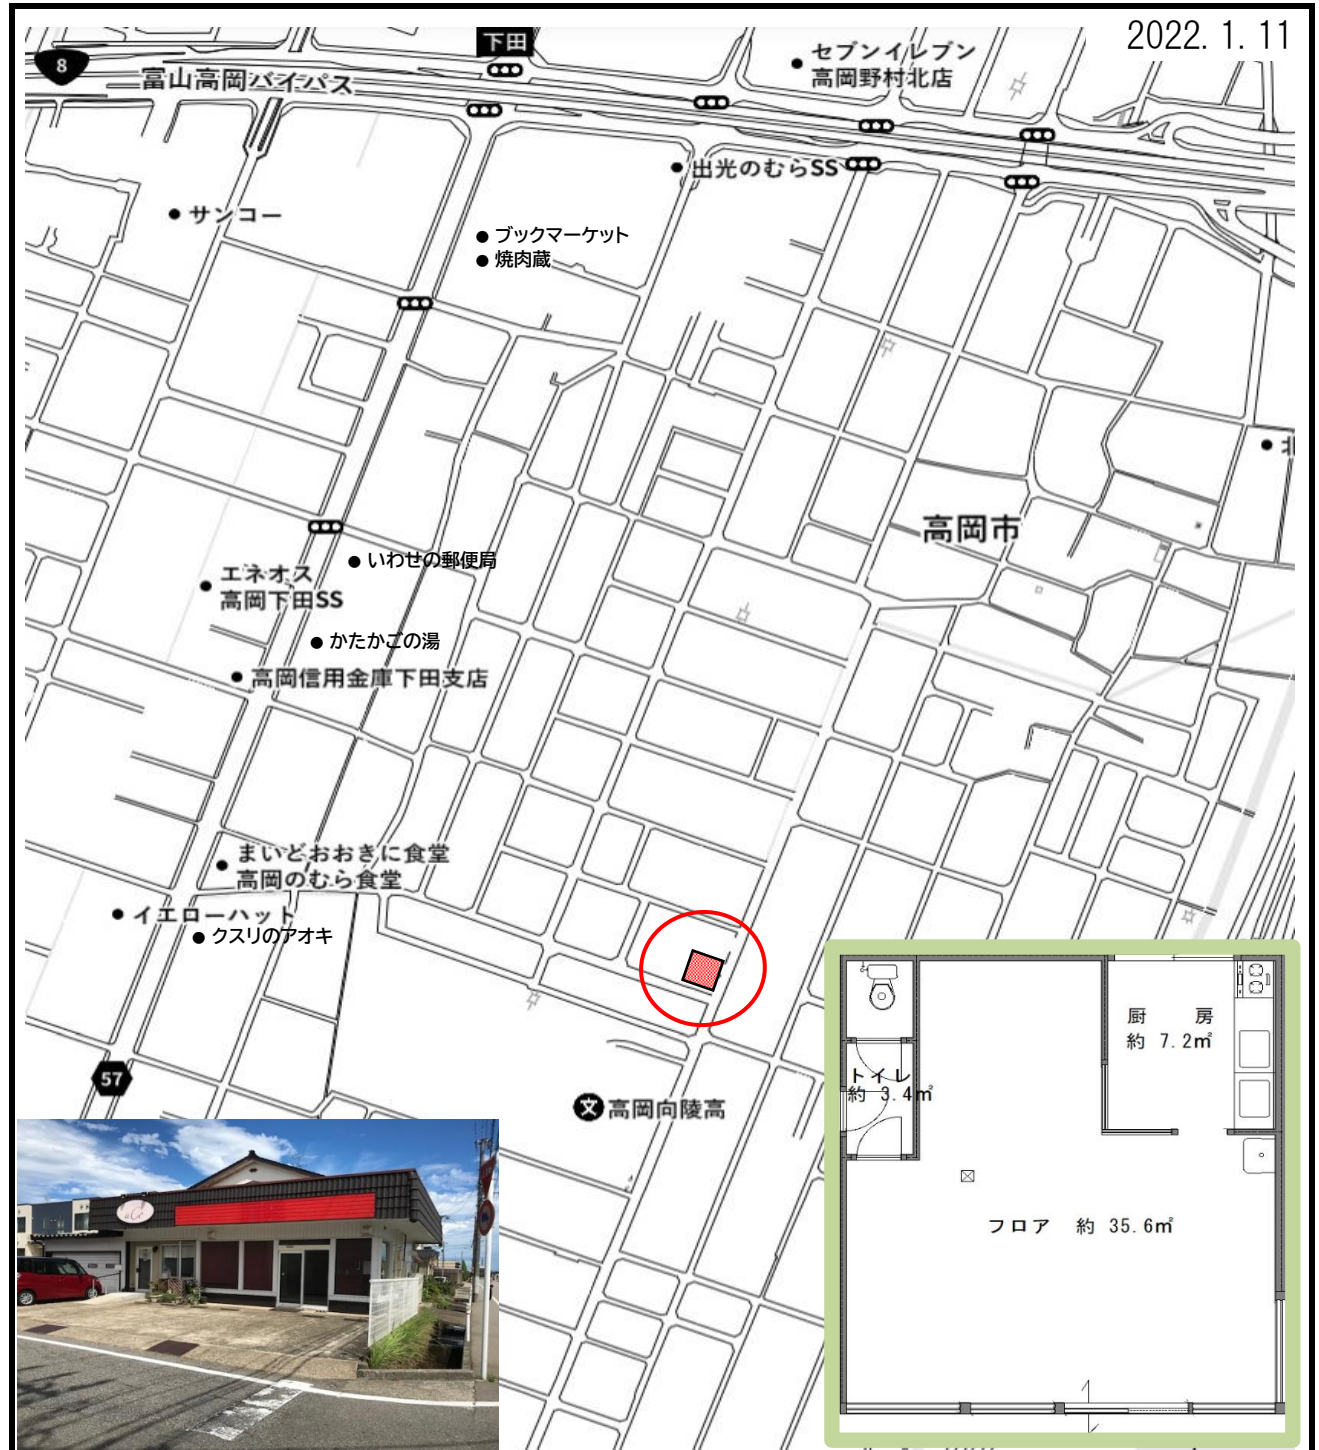 2022. 1. 11
下田
8
富山高岡バイパス
セブンイレブン
高岡野村北店
出光のむらSS
サンコー
ブックマーケット
焼肉蔵
高岡市
いわせの郵便局
エネオス
高岡下田SS
かたかごの湯
高岡信用金庫下田支店
まいどおおきに食堂
高岡のむら食堂
イエローハット
クスリのアオキ
57
文 高岡向陵高
厨 房
約 7.2㎡
トイレ
約 3.4㎡
フロア 約 35.6㎡